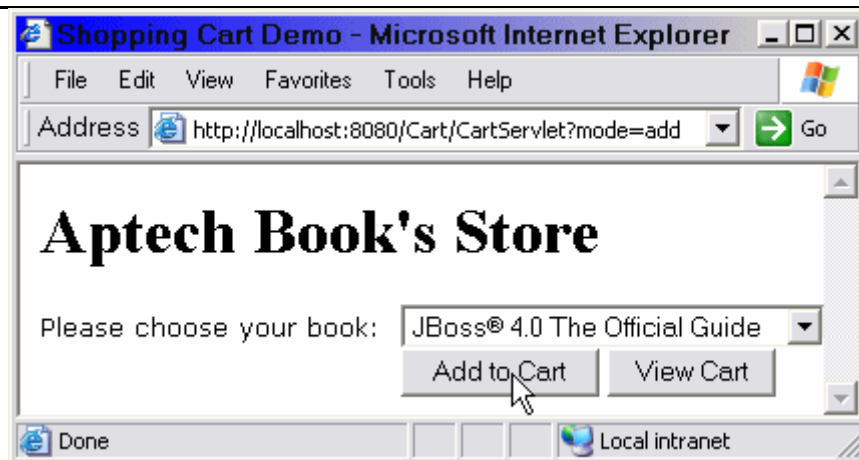 Shopping Cart Demo - Microsoft Internet Explorer
File Edit View Favorites Tools Help
Address http://localhost:8080/Cart/CartServlet?mode=add Go
Aptech Book's Store
Please choose your book: JBoss® 4.0 The Official Guide
Add to Cart View Cart
Done Local intranet